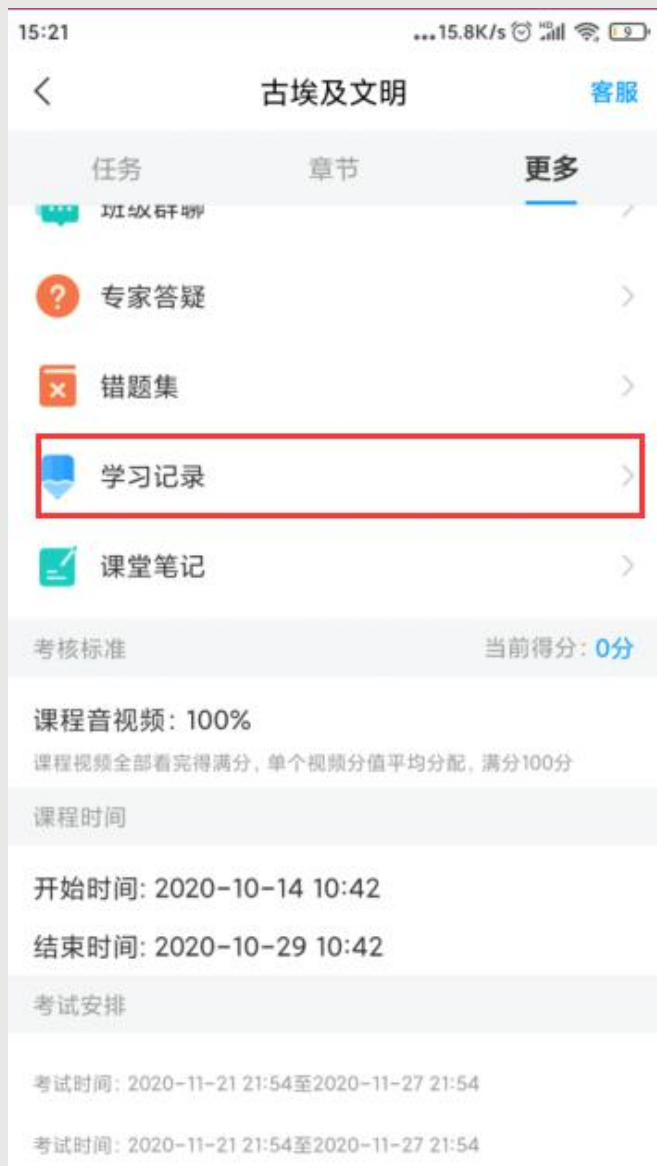 15:21
...15.8K/s HD 9
古埃及文明
客服
任务 章节 更多
班级群聊
专家答疑
错题集
学习记录
课堂笔记
考核标准 当前得分：0分
课程音视频：100%
课程视频全部看完得满分，单个视频分值平均分配，满分100分
课程时间
开始时间: 2020-10-14 10:42
结束时间: 2020-10-29 10:42
考试安排
考试时间：2020-11-21 21:54至2020-11-27 21:54
考试时间：2020-11-21 21:54至2020-11-27 21:54